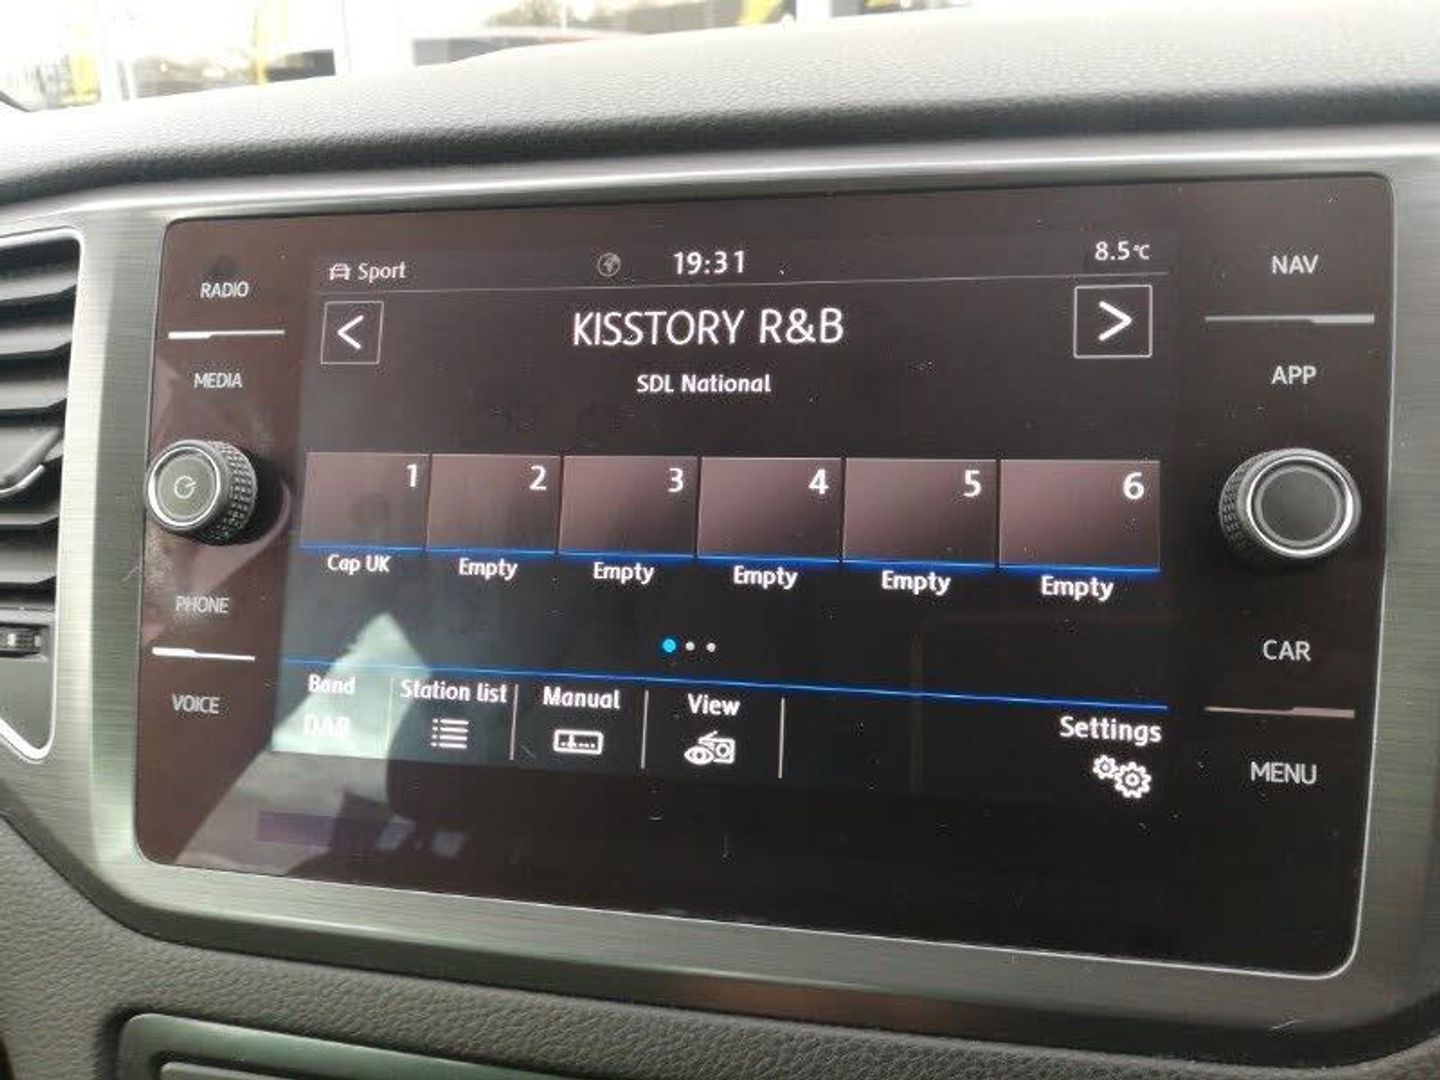 Sport 19:31 8.5°C
RADIO
NAV
< KISSTORY R&B >
SDL National
MEDIA
APP
1 2 3 4 5 6
Cap UK Empty Empty Empty Empty Empty
PHONE
CAR
VOICE
Band Station list Manual View Settings
DAB
MENU